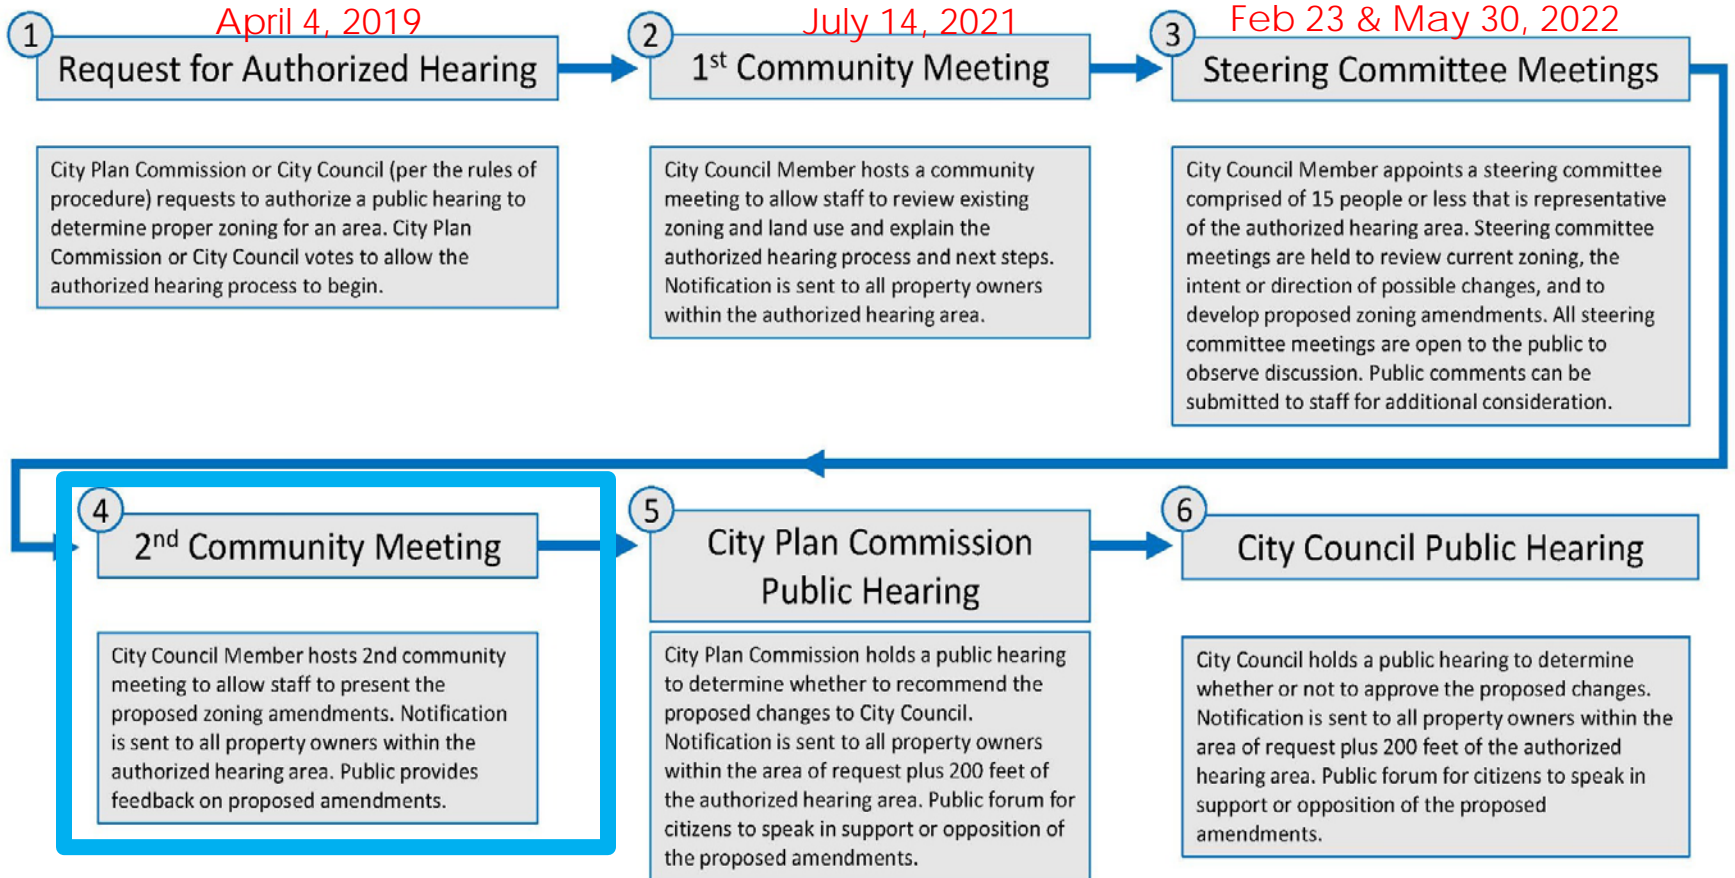 April 4, 2019
1
Request for Authorized Hearing
City Plan Commission or City Council (per the rules of
procedure) requests to authorize a public hearing to
determine proper zoning for an area. City Plan
Commission or City Council votes to allow the
authorized hearing process to begin.
July 14, 2021
2
1st Community Meeting
City Council Member hosts a community
meeting to allow staff to review existing
zoning and land use and explain the
authorized hearing process and next steps.
Notification is sent to all property owners
within the authorized hearing area.
Feb 23 & May 30, 2022
3
Steering Committee Meetings
City Council Member appoints a steering committee
comprised of 15 people or less that is representative
of the authorized hearing area. Steering committee
meetings are held to review current zoning, the
intent or direction of possible changes, and to
develop proposed zoning amendments. All steering
committee meetings are open to the public to
observe discussion. Public comments can be
submitted to staff for additional consideration.
4
2nd Community Meeting
City Council Member hosts 2nd community
meeting to allow staff to present the
proposed zoning amendments. Notification
is sent to all property owners within the
authorized hearing area. Public provides
feedback on proposed amendments.
5
City Plan Commission
Public Hearing
City Plan Commission holds a public hearing
to determine whether to recommend the
proposed changes to City Council.
Notification is sent to all property owners
within the area of request plus 200 feet of
the authorized hearing area. Public forum for
citizens to speak in support or opposition of
the proposed amendments.
6
City Council Public Hearing
City Council holds a public hearing to determine
whether or not to approve the proposed changes.
Notification is sent to all property owners within the
area of request plus 200 feet of the authorized
hearing area. Public forum for citizens to speak in
support or opposition of the proposed
amendments.